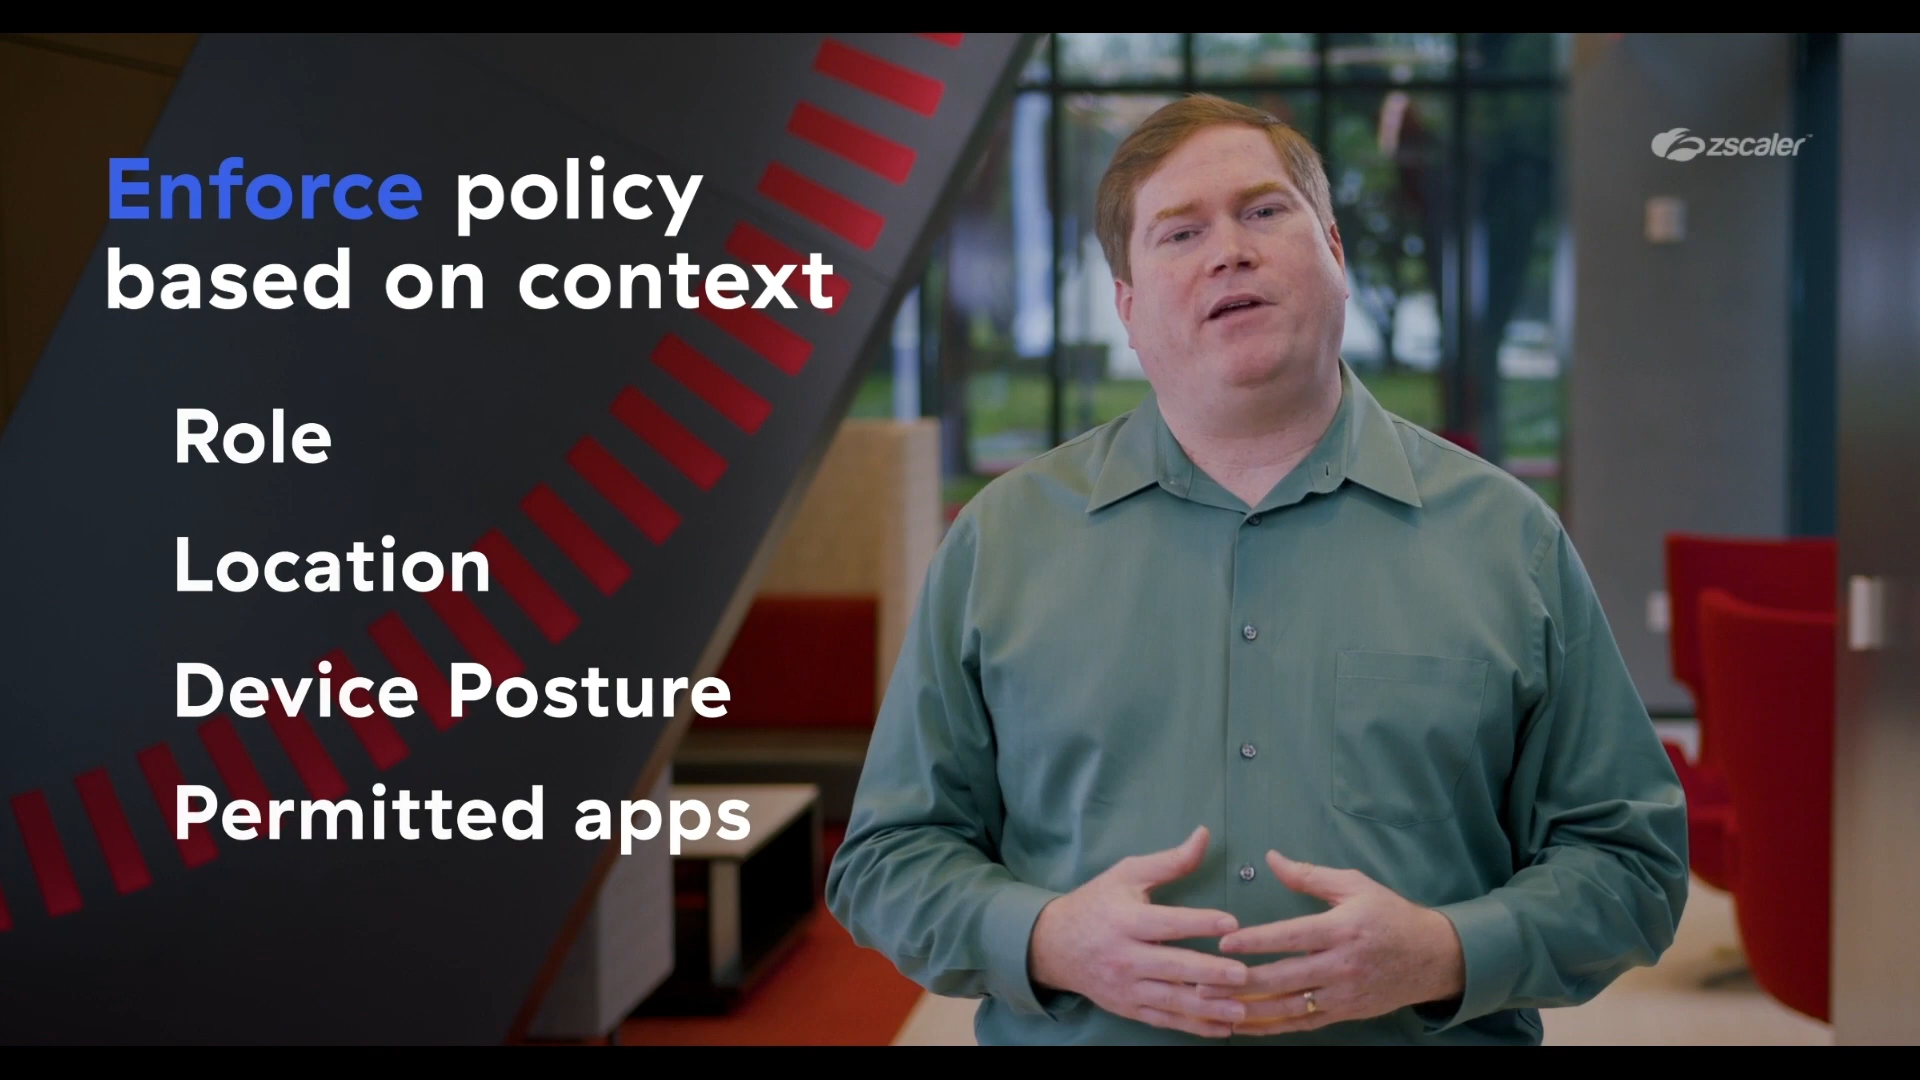 Enforce policy
based on context
Role
Location
Device Posture
Permitted apps
zscaler